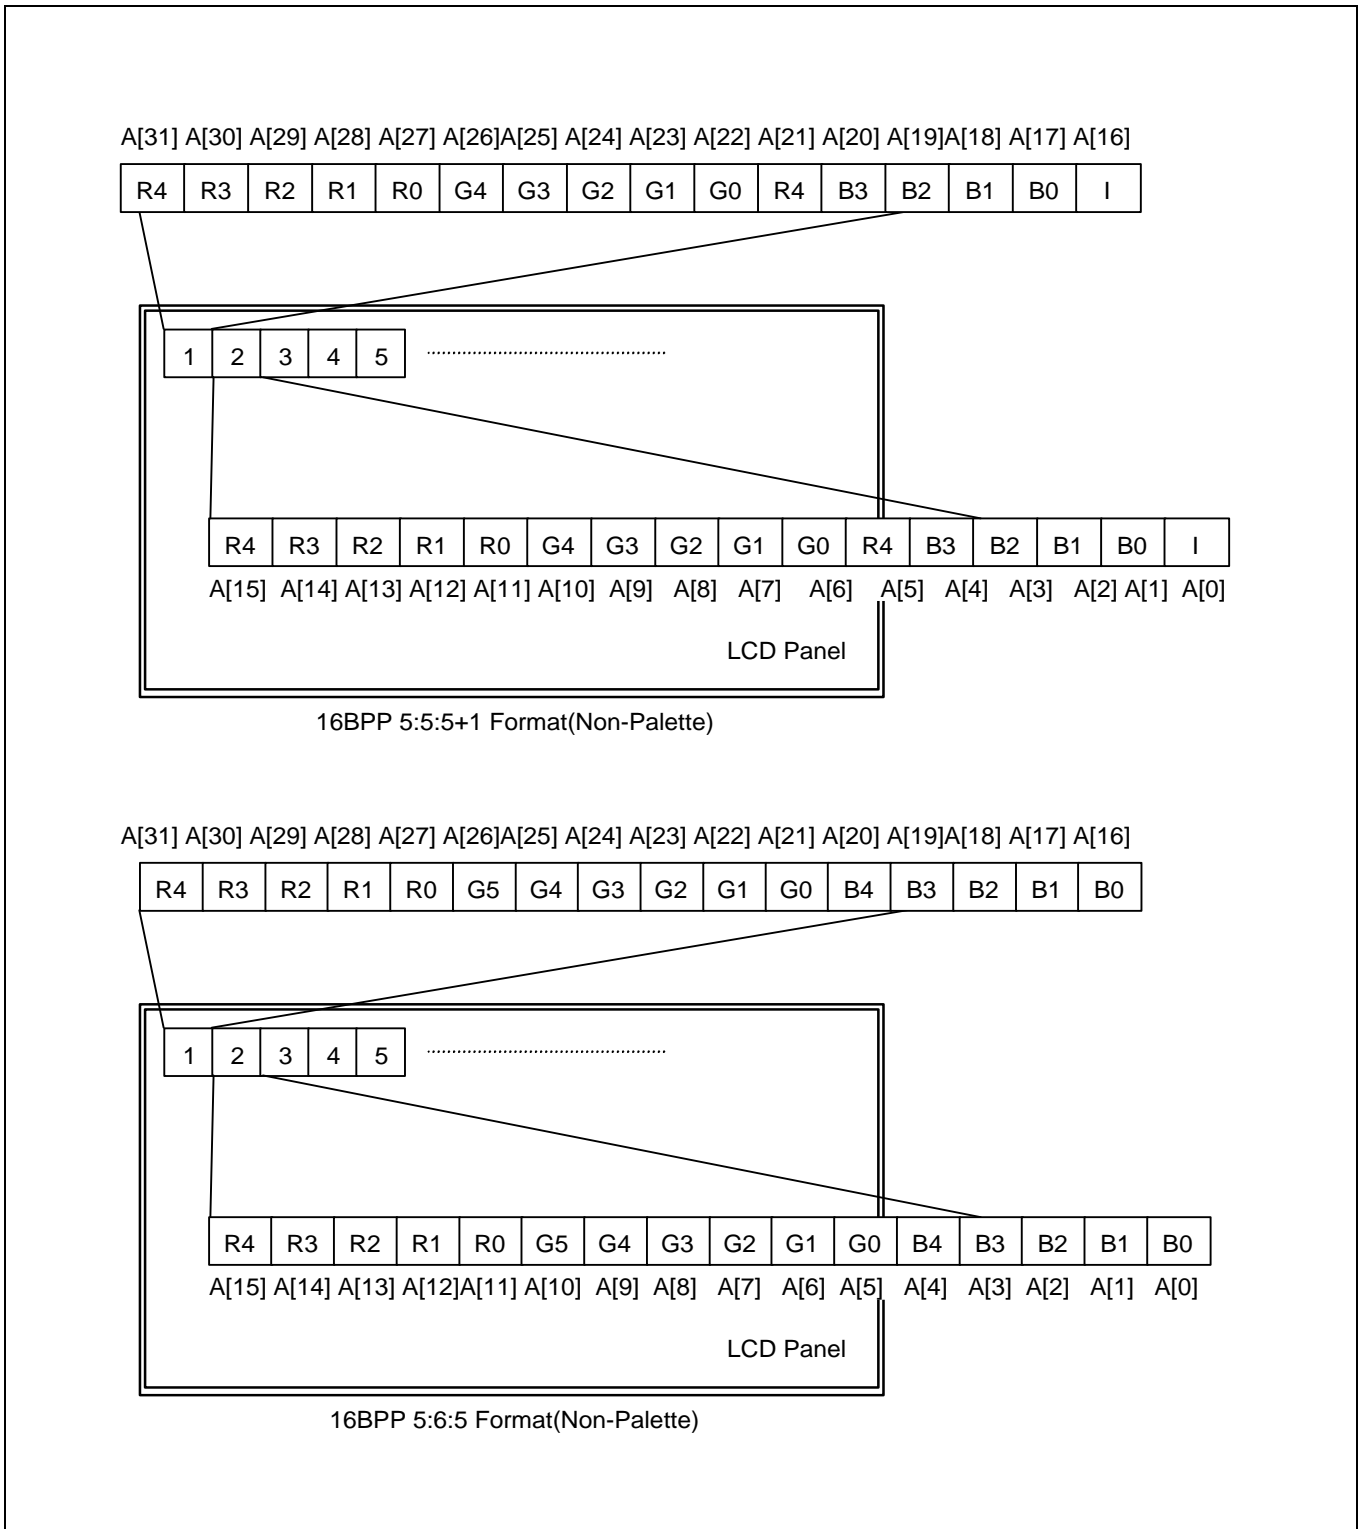 A[31] A[30] A[29] A[28] A[27] A[26]A[25] A[24] A[23] A[22] A[21] A[20] A[19]A[18] A[17] A[16]
R4 R3 R2 R1 R0 G4 G3 G2 G1 G0 R4 B3 B2 B1 B0 I
1 2 3 4 5
R4 R3 R2 R1 R0 G4 G3 G2 G1 G0 R4 B3 B2 B1 B0 I
A[15] A[14] A[13] A[12] A[11] A[10] A[9] A[8] A[7] A[6] A[5] A[4] A[3] A[2] A[1] A[0]
LCD Panel
16BPP 5:5:5+1 Format(Non-Palette)
A[31] A[30] A[29] A[28] A[27] A[26]A[25] A[24] A[23] A[22] A[21] A[20] A[19]A[18] A[17] A[16]
R4 R3 R2 R1 R0 G5 G4 G3 G2 G1 G0 B4 B3 B2 B1 B0
1 2 3 4 5
R4 R3 R2 R1 R0 G5 G4 G3 G2 G1 G0 B4 B3 B2 B1 B0
A[15] A[14] A[13] A[12]A[11] A[10] A[9] A[8] A[7] A[6] A[5] A[4] A[3] A[2] A[1] A[0]
LCD Panel
16BPP 5:6:5 Format(Non-Palette)